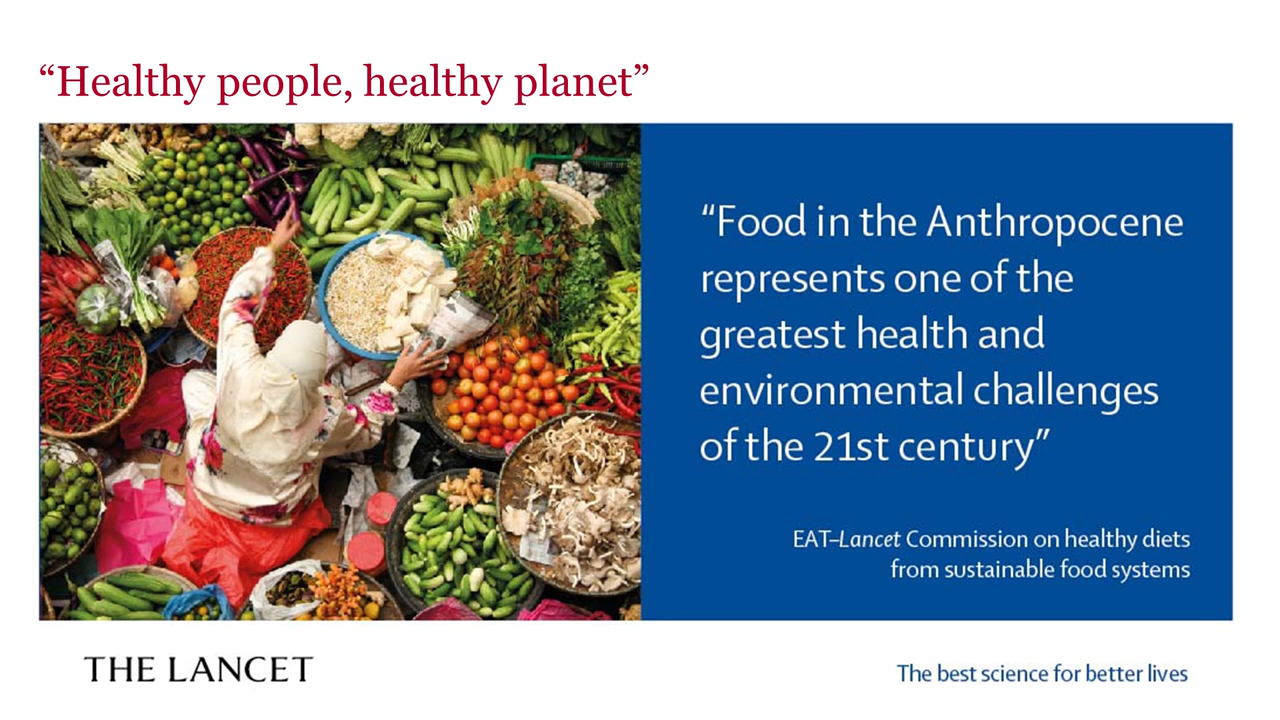 “Healthy people, healthy planet”
“Food in the Anthropocene
represents one of the
greatest health and
environmental challenges
of the 21st century”
EAT–Lancet Commission on healthy diets
from sustainable food systems
THE LANCET
The best science for better lives